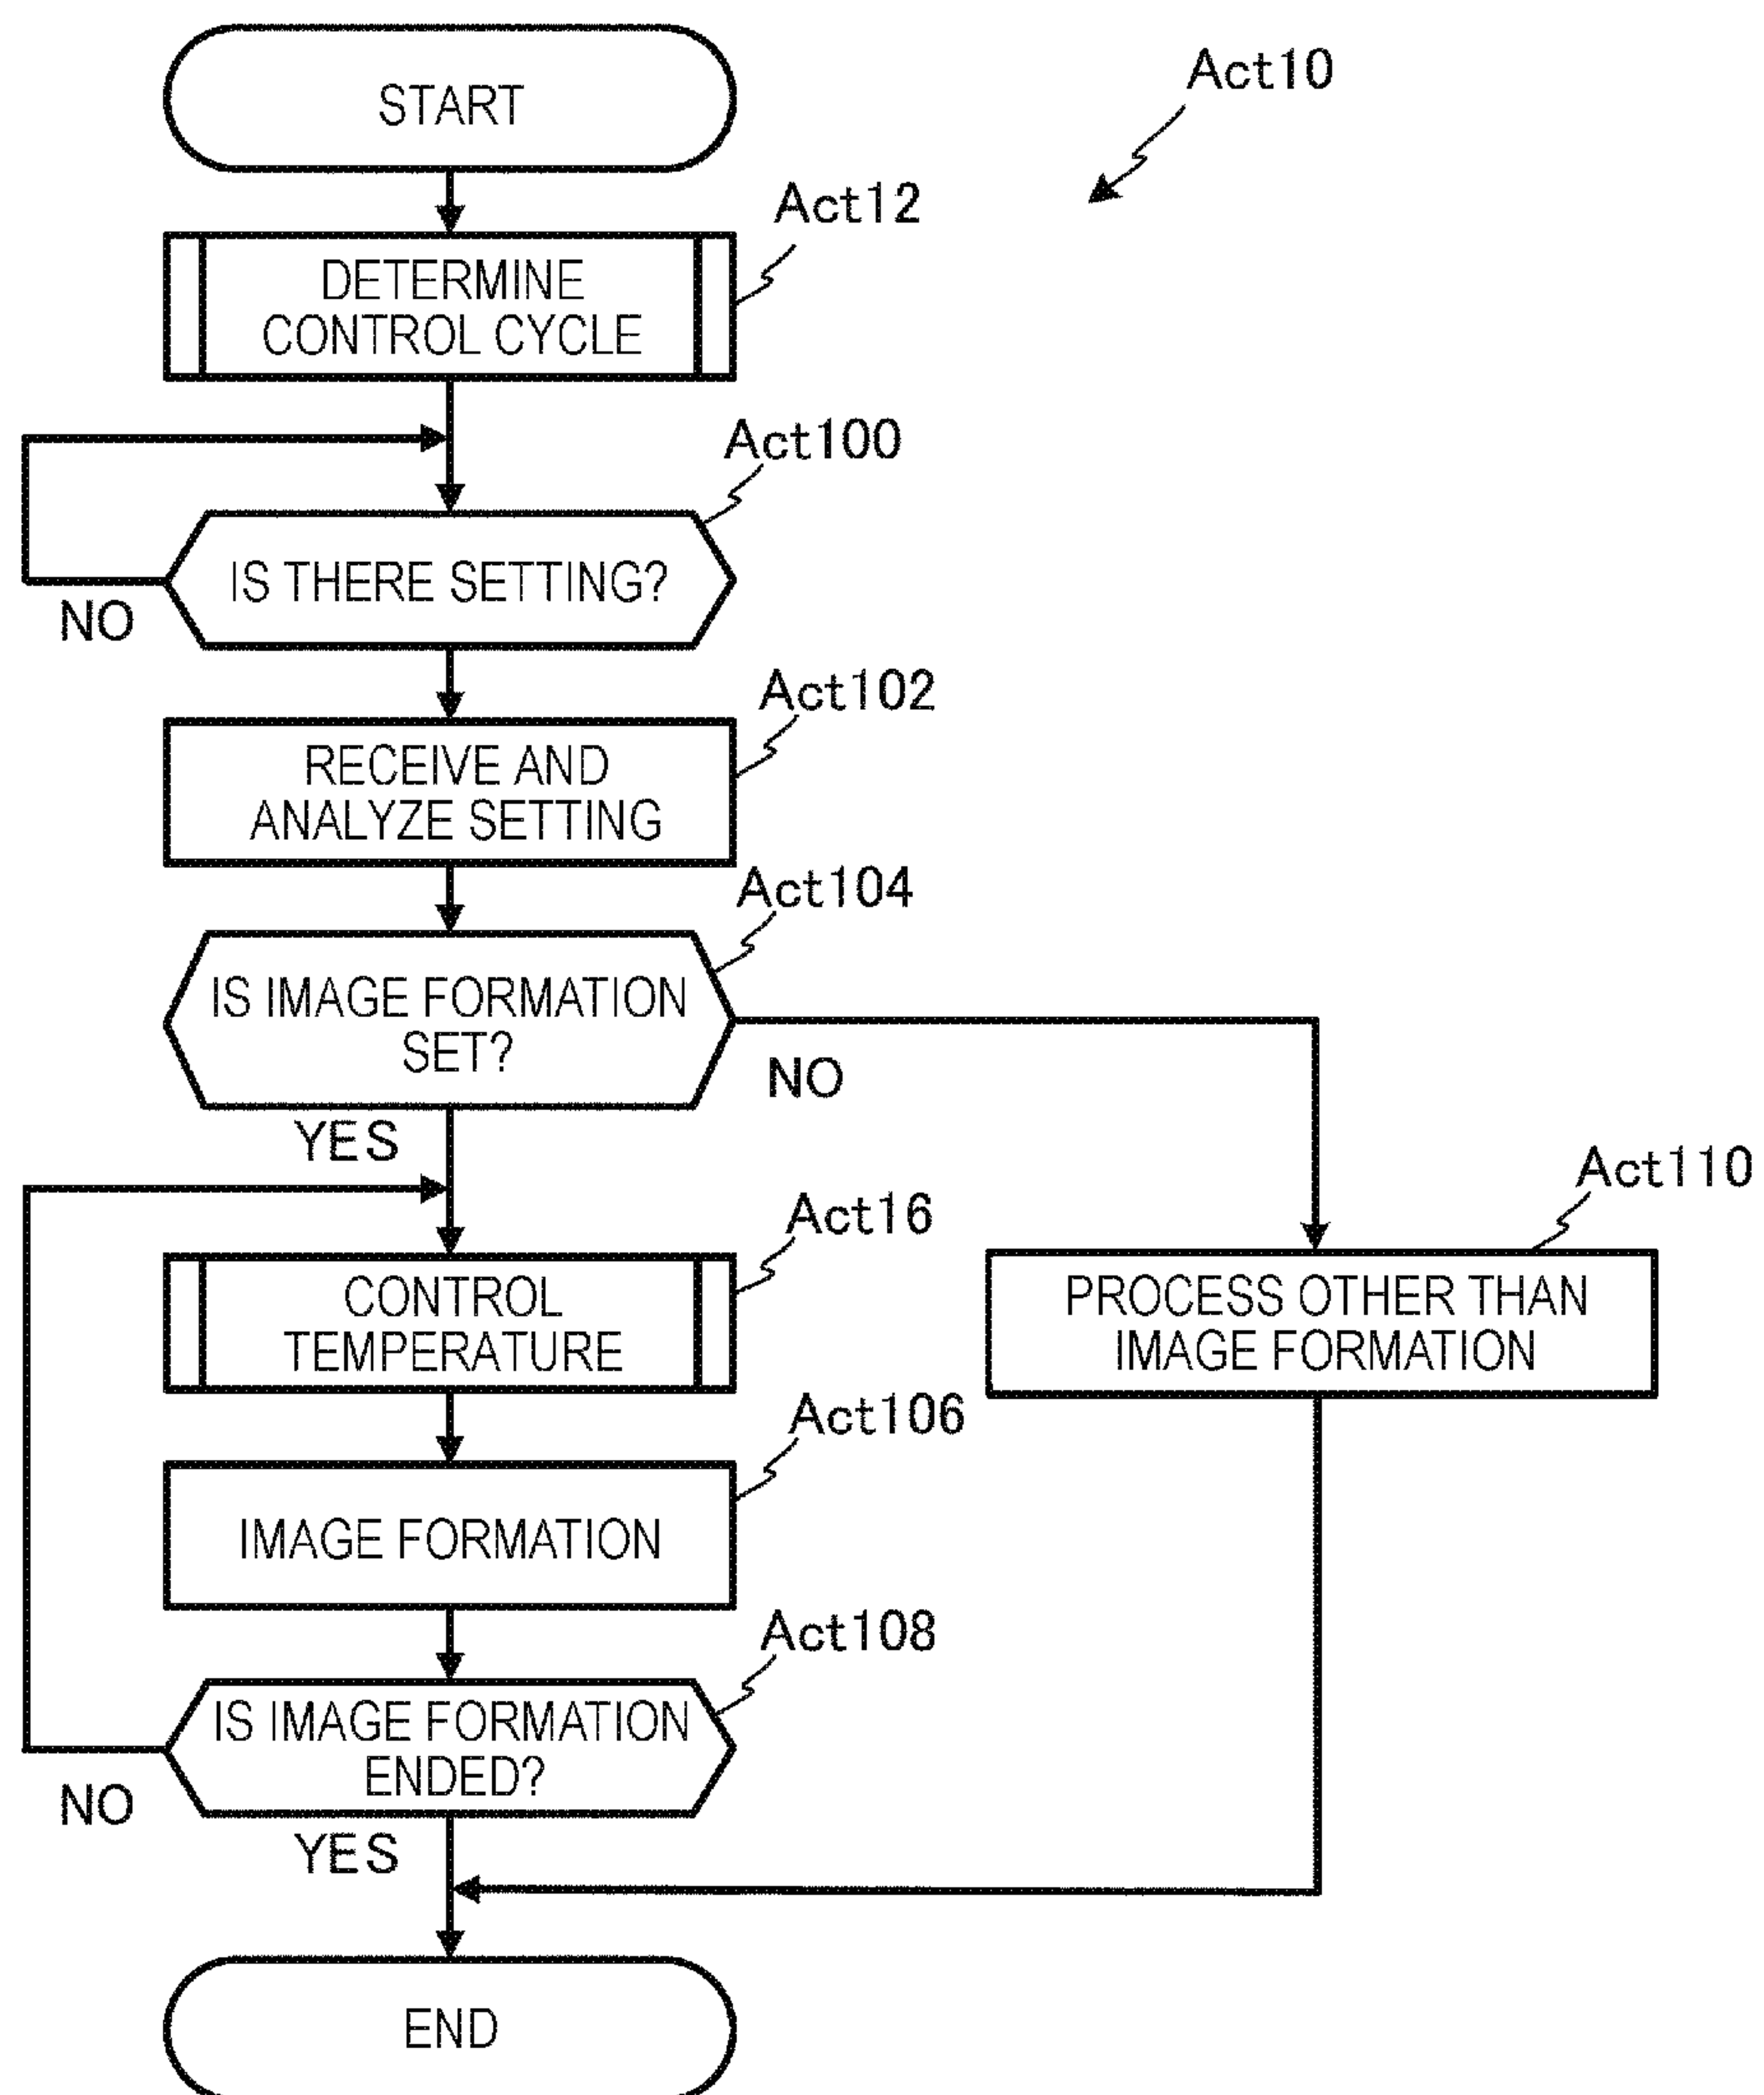 START
Act10
Act12
DETERMINE
CONTROL CYCLE
Act100
IS THERE SETTING?
NO
Act102
RECEIVE AND
ANALYZE SETTING
Act104
IS IMAGE FORMATION
SET?
NO
YES
Act110
Act16
CONTROL
TEMPERATURE
PROCESS OTHER THAN
IMAGE FORMATION
Act106
IMAGE FORMATION
Act108
IS IMAGE FORMATION
ENDED?
NO
YES
END